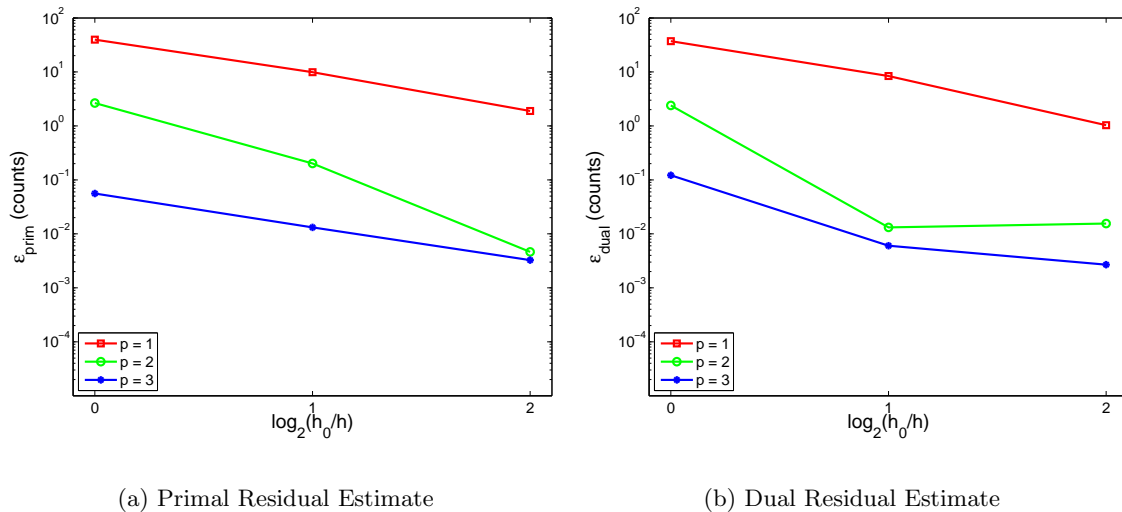 10^2
10^1
10^0
10^-1
10^-2
10^-3
10^-4
ε_prim (counts)
p = 1
p = 2
p = 3
0 1 2
log_2(h_0/h)
(a) Primal Residual Estimate
10^2
10^1
10^0
10^-1
10^-2
10^-3
10^-4
ε_dual (counts)
p = 1
p = 2
p = 3
0 1 2
log_2(h_0/h)
(b) Dual Residual Estimate